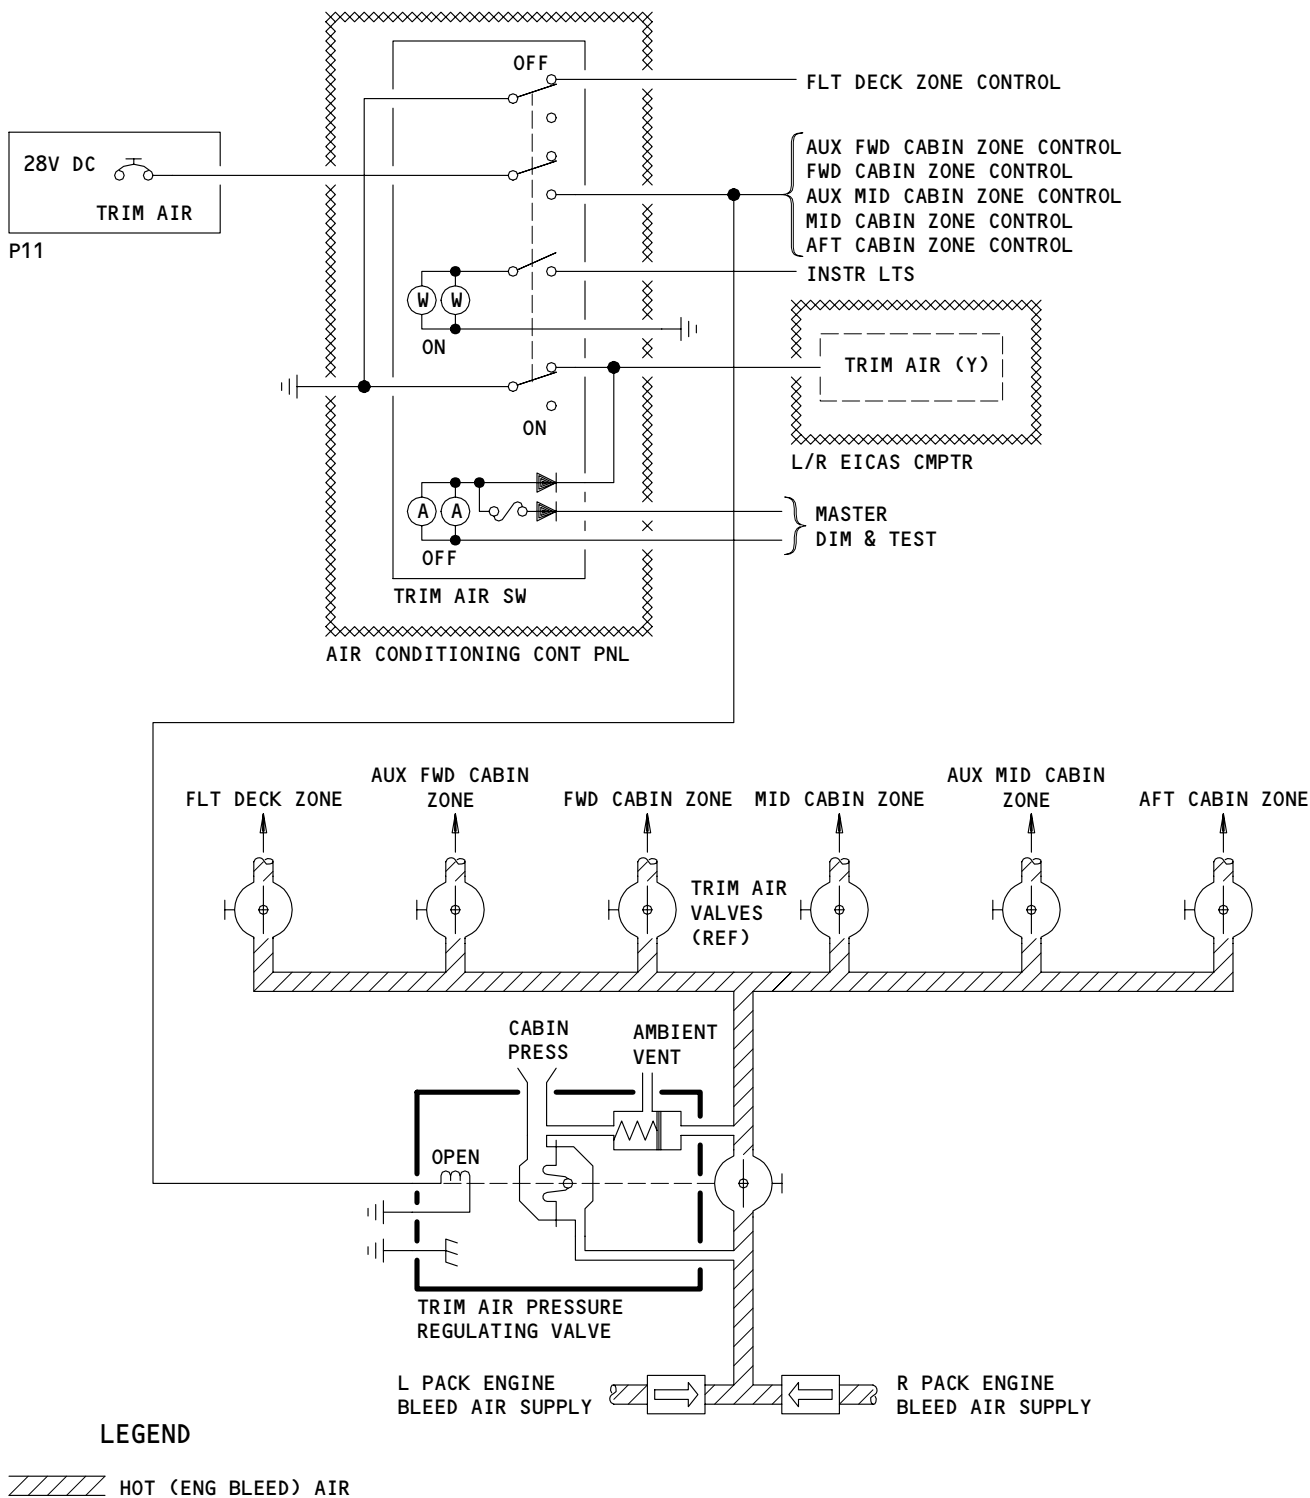 OFF
FLT DECK ZONE CONTROL
28V DC
TRIM AIR
P11
AUX FWD CABIN ZONE CONTROL
FWD CABIN ZONE CONTROL
AUX MID CABIN ZONE CONTROL
MID CABIN ZONE CONTROL
AFT CABIN ZONE CONTROL
INSTR LTS
W W
ON
TRIM AIR (Y)
ON
L/R EICAS CMPTR
A A
OFF
MASTER
DIM & TEST
TRIM AIR SW
AIR CONDITIONING CONT PNL
FLT DECK ZONE
AUX FWD CABIN
ZONE
FWD CABIN ZONE
MID CABIN ZONE
AUX MID CABIN
ZONE
AFT CABIN ZONE
TRIM AIR
VALVES
(REF)
CABIN
PRESS
AMBIENT
VENT
OPEN
TRIM AIR PRESSURE
REGULATING VALVE
L PACK ENGINE
BLEED AIR SUPPLY
R PACK ENGINE
BLEED AIR SUPPLY
LEGEND
HOT (ENG BLEED) AIR